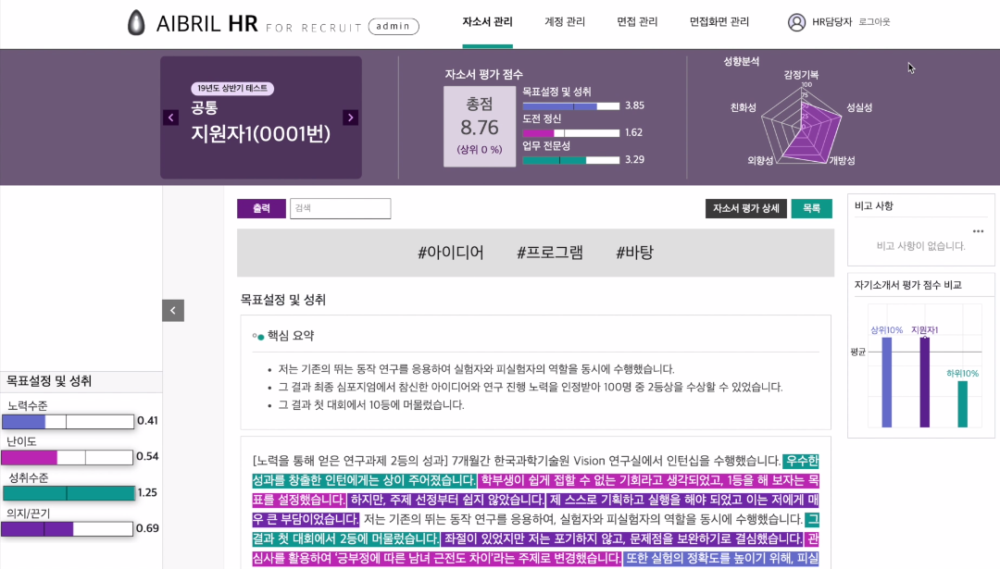 AIBRIL HR FOR RECRUIT admin
자소서 관리
계정 관리
면접 관리
면접화면 관리
HR담당자 로그아웃
19년도 상반기 테스트
공통
지원자1(0001번)
자소서 평가 점수
총점
8.76
(상위 0 %)
목표설정 및 성취
3.85
도전 정신
1.62
업무 전문성
3.29
성향분석
감정기복
100
75
25
0
성실성
개방성
외향성
친화성
출력
검색
자소서 평가 상세
목록
#아이디어 #프로그램 #바탕
목표설정 및 성취
핵심 요약
• 저는 기존의 뛰는 동작 연구를 응용하여 실험자와 피실험자의 역할을 동시에 수행했습니다.
• 그 결과 최종 심포지엄에서 참신한 아이디어와 연구 진행 노력을 인정받아 100명 중 2등상을 수상할 수 있었습니다.
• 그 결과 첫 대회에서 10등에 머물렀습니다.
[노력을 통해 얻은 연구과제 2등의 성과] 7개월간 한국과학기술원 Vision 연구실에서 인턴십을 수행했습니다. 우수한
성과를 창출한 인턴에게는 상이 주어졌습니다. 학부생이 쉽게 접할 수 없는 기회라고 생각되었고, 1등을 해 보자는 목
표를 설정했습니다. 하지만, 주제 선정부터 쉽지 않았습니다. 제 스스로 기획하고 실행을 해야 되었고 이는 저에게 매
우 큰 부담이었습니다. 저는 기존의 뛰는 동작 연구를 응용하여, 실험자와 피실험자의 역할을 동시에 수행했습니다. 그
결과 첫 대회에서 2등에 머물렀습니다. 좌절이 있었지만 저는 포기하지 않고, 문제점을 보완하기로 결심했습니다. 관
심사를 활용하여 '궁부정에 따른 남녀 근전도 차이'라는 주제로 변경했습니다. 또한 실험의 정확도를 높이기 위해, 피실
목표설정 및 성취
노력수준
0.41
난이도
0.54
성취수준
1.25
의지/끈기
0.69
비고 사항
비고 사항이 없습니다.
자기소개서 평가 점수 비교
상위10%
지원자1
평균
하위10%